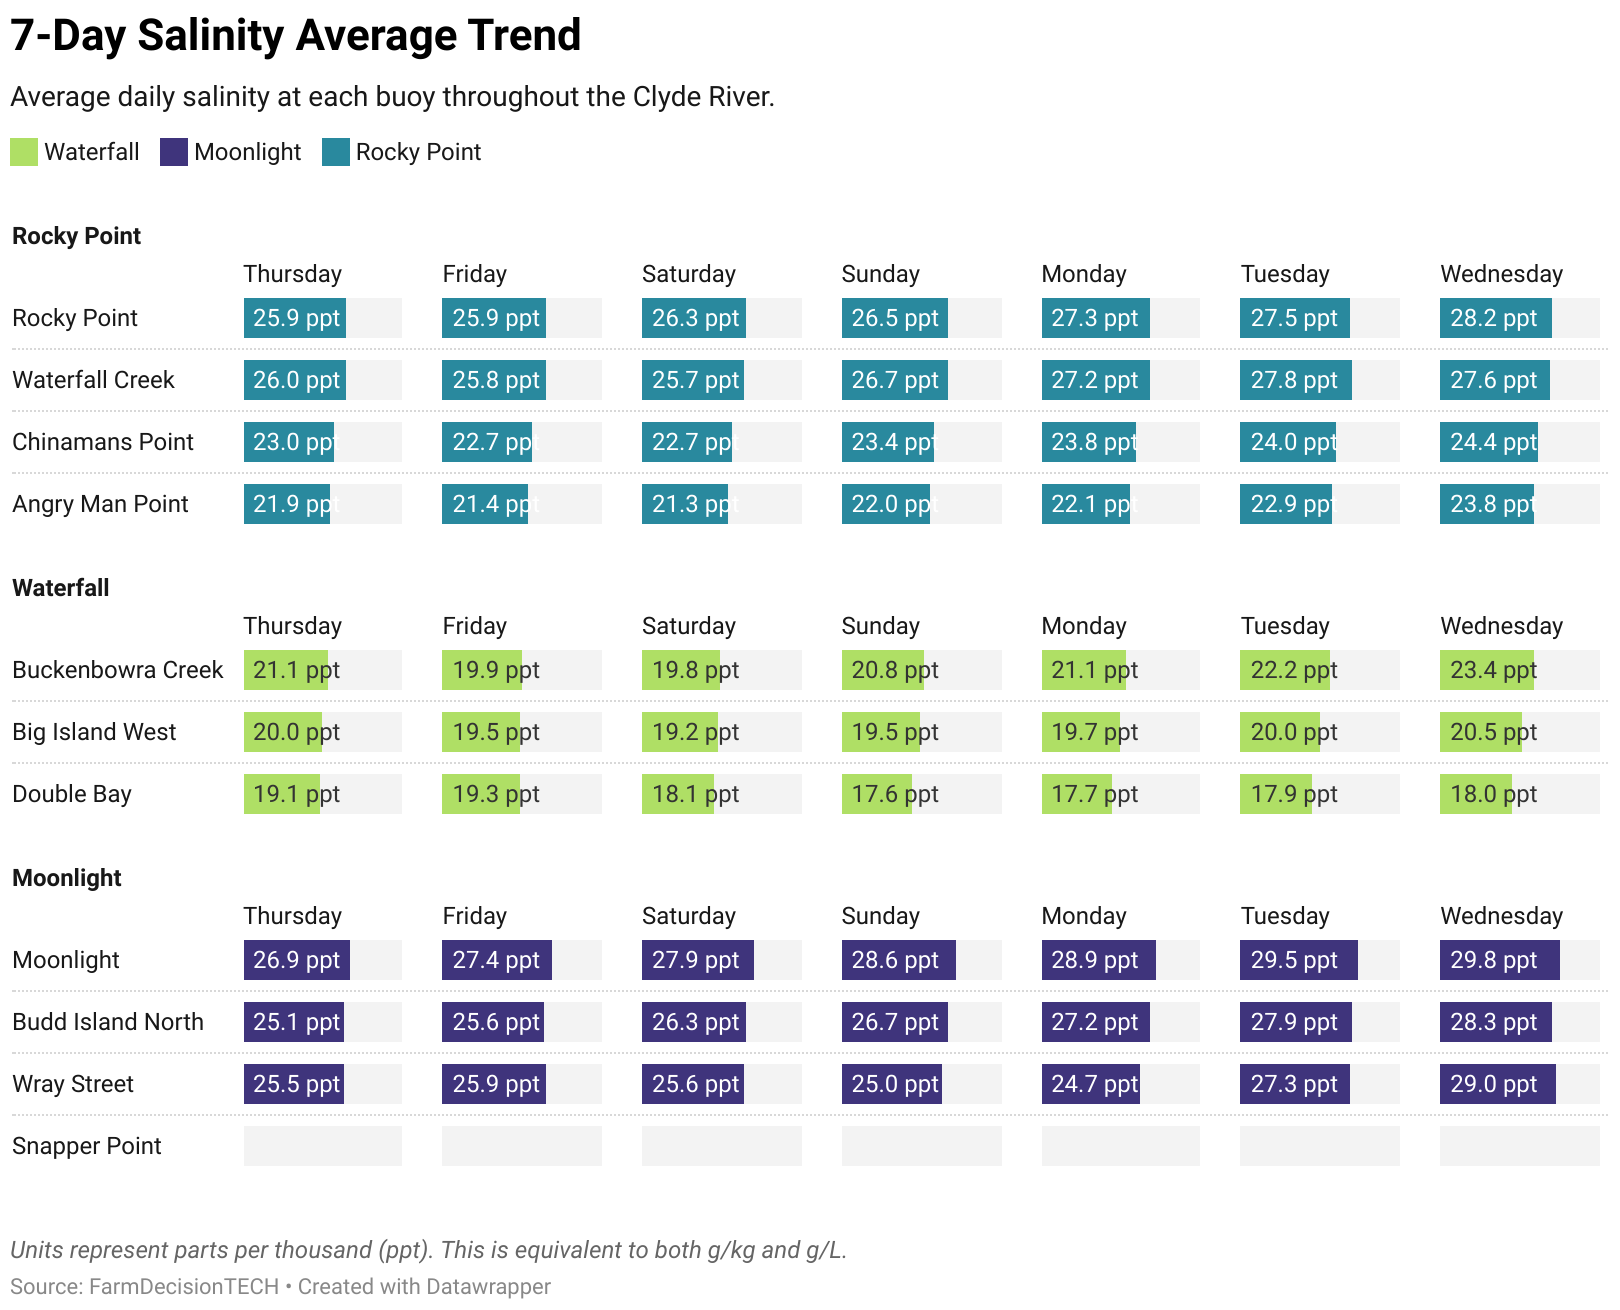 7-Day Salinity Average Trend
Average daily salinity at each buoy throughout the Clyde River.
Waterfall Moonlight Rocky Point
Rocky Point
Thursday Friday Saturday Sunday Monday Tuesday Wednesday
Rocky Point 25.9 ppt 25.9 ppt 26.3 ppt 26.5 ppt 27.3 ppt 27.5 ppt 28.2 ppt
Waterfall Creek 26.0 ppt 25.8 ppt 25.7 ppt 26.7 ppt 27.2 ppt 27.8 ppt 27.6 ppt
Chinamans Point 23.0 ppt 22.7 ppt 22.7 ppt 23.4 ppt 23.8 ppt 24.0 ppt 24.4 ppt
Angry Man Point 21.9 ppt 21.4 ppt 21.3 ppt 22.0 ppt 22.1 ppt 22.9 ppt 23.8 ppt
Waterfall
Thursday Friday Saturday Sunday Monday Tuesday Wednesday
Buckenbowra Creek 21.1 ppt 19.9 ppt 19.8 ppt 20.8 ppt 21.1 ppt 22.2 ppt 23.4 ppt
Big Island West 20.0 ppt 19.5 ppt 19.2 ppt 19.5 ppt 19.7 ppt 20.0 ppt 20.5 ppt
Double Bay 19.1 ppt 19.3 ppt 18.1 ppt 17.6 ppt 17.7 ppt 17.9 ppt 18.0 ppt
Moonlight
Thursday Friday Saturday Sunday Monday Tuesday Wednesday
Moonlight 26.9 ppt 27.4 ppt 27.9 ppt 28.6 ppt 28.9 ppt 29.5 ppt 29.8 ppt
Budd Island North 25.1 ppt 25.6 ppt 26.3 ppt 26.7 ppt 27.2 ppt 27.9 ppt 28.3 ppt
Wray Street 25.5 ppt 25.9 ppt 25.6 ppt 25.0 ppt 24.7 ppt 27.3 ppt 29.0 ppt
Snapper Point
Units represent parts per thousand (ppt). This is equivalent to both g/kg and g/L.
Source: FarmDecisionTECH • Created with Datawrapper